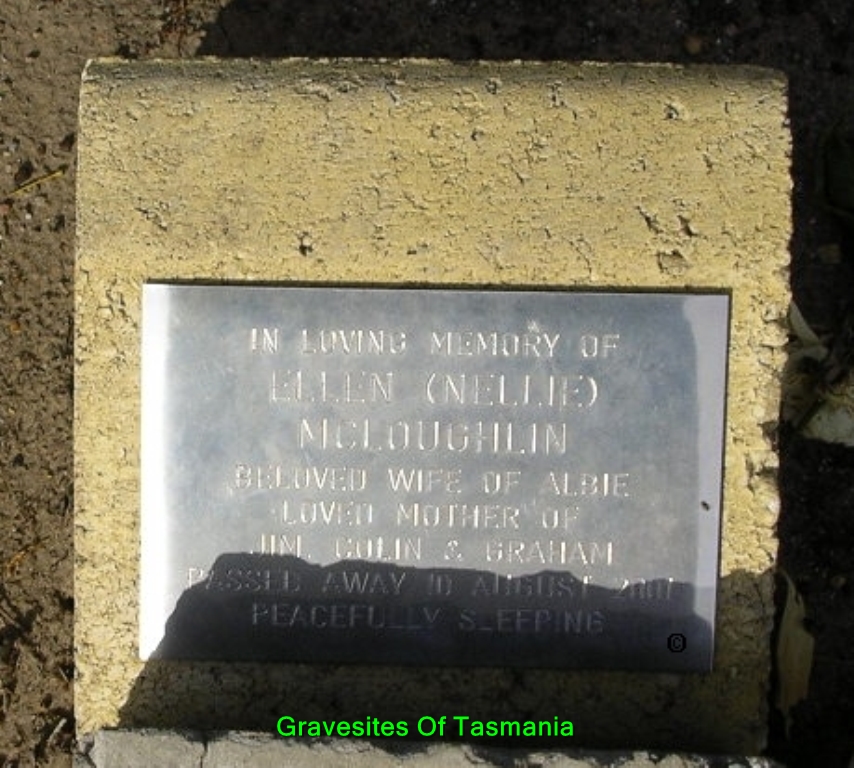 IN LOVING MEMORY OF
ELLEN (NELLIE)
MCLOUGHLIN
BELOVED WIFE OF ALBIE
LOVED MOTHER OF
JIM, COLIN & GRAHAM
PASSED AWAY 10 AUGUST
PEACEFULLY SLEEPING
©
Gravesites Of Tasmania